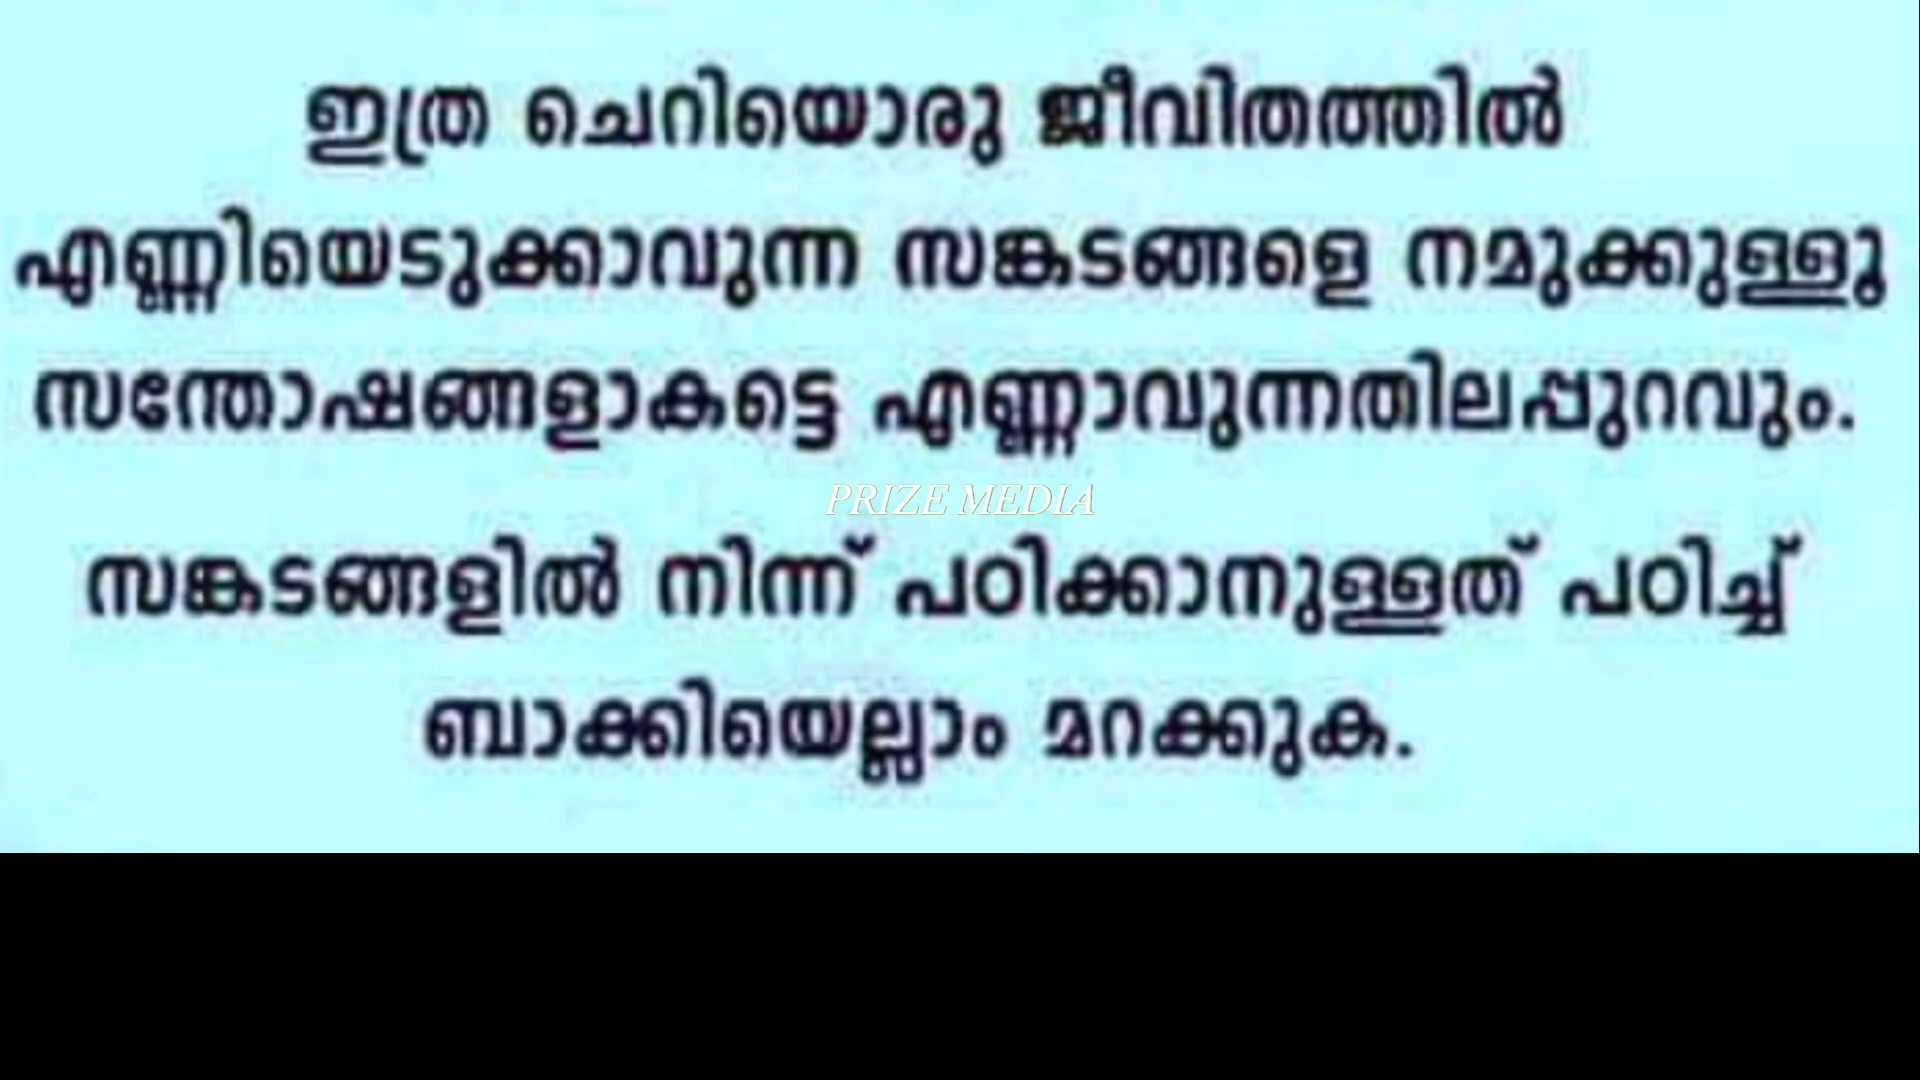 ഇത്ര ചെറിയൊരു ജീവിതത്തിൽ
എണ്ണിയെടുക്കാവുന്ന സങ്കടങ്ങളെ നമുക്കുള്ളൂ
സന്തോഷങ്ങളാകട്ടെ എണ്ണാവുന്നതിലപ്പുറവും.
PRIZE MEDIA
സങ്കടങ്ങളിൽ നിന്ന് പഠിക്കാനുള്ളത് പഠിച്ച്
ബാക്കിയെല്ലാം മറക്കുക.